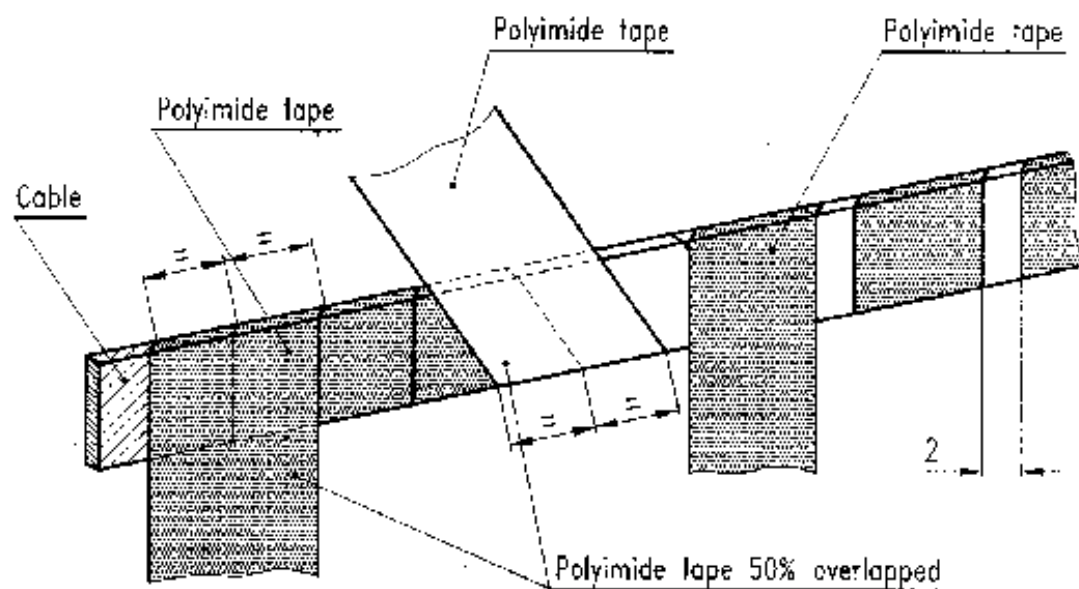 Polyimide tape
Polyimide tape
Polyimide tape
Cable
=
=
=
=
2
Polyimide tape 50% overlapped